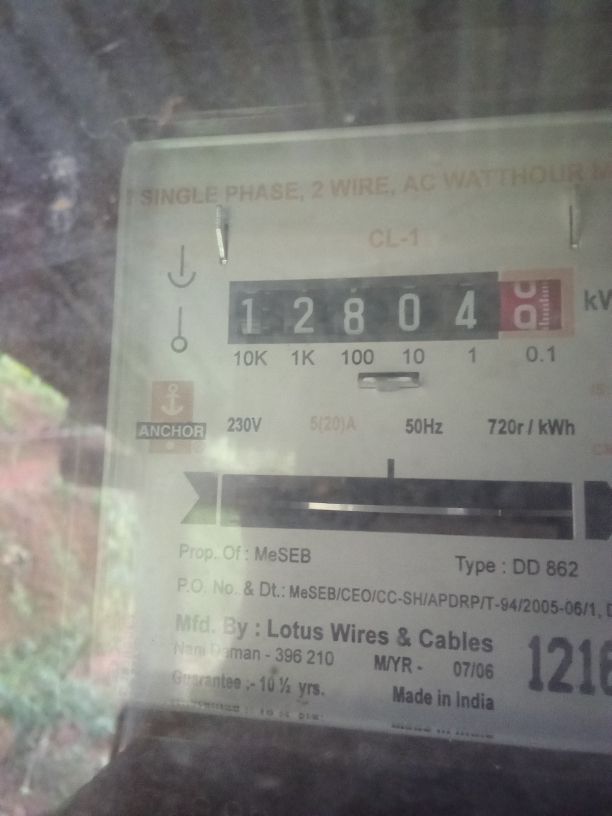 SINGLE PHASE, 2 WIRE, AC WATTHOUR
CL-1
1 2 8 0 4
10K 1K 100 10 1 0.1
ANCHOR
230V 5(20)A 50Hz 720r / kWh
Prop. Of : MeSEB
Type : DD 862
P.O. No. & Dt.: MeSEB/CEO/CC-SH/APDRP/T-94/2005-06/1,
Mfd. By : Lotus Wires & Cables
Nani Daman - 396 210 M/YR - 07/06
1216
Guarantee :- 10 ½ yrs. Made in India